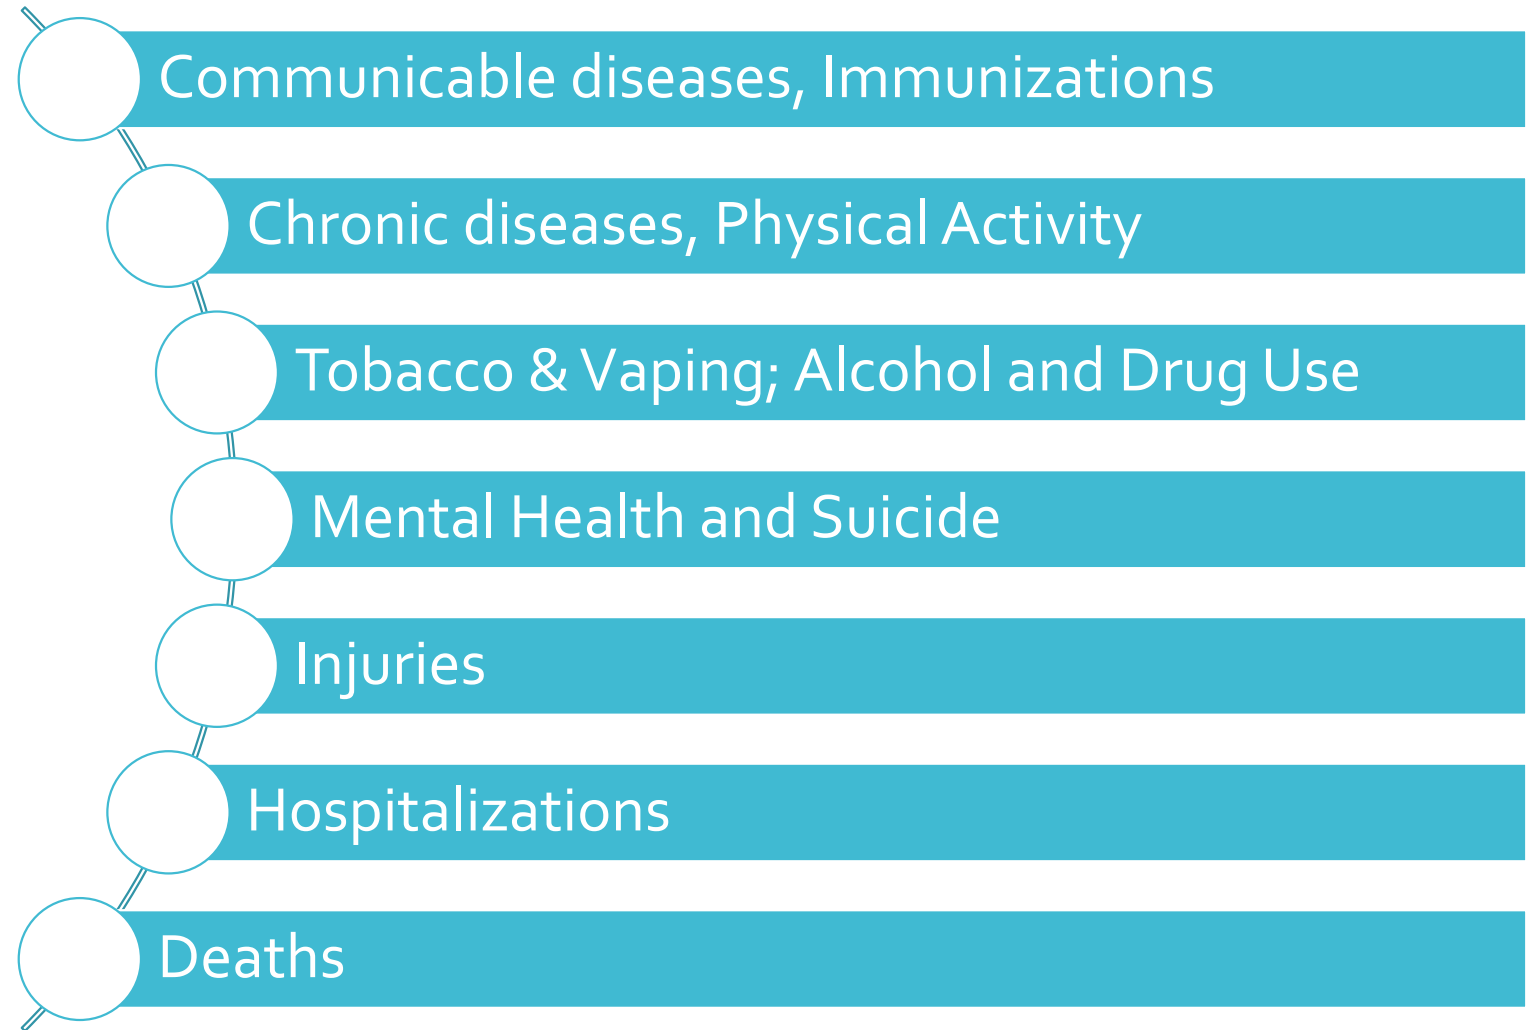 Communicable diseases, Immunizations
Chronic diseases, Physical Activity
Tobacco & Vaping; Alcohol and Drug Use
Mental Health and Suicide
Injuries
Hospitalizations
Deaths